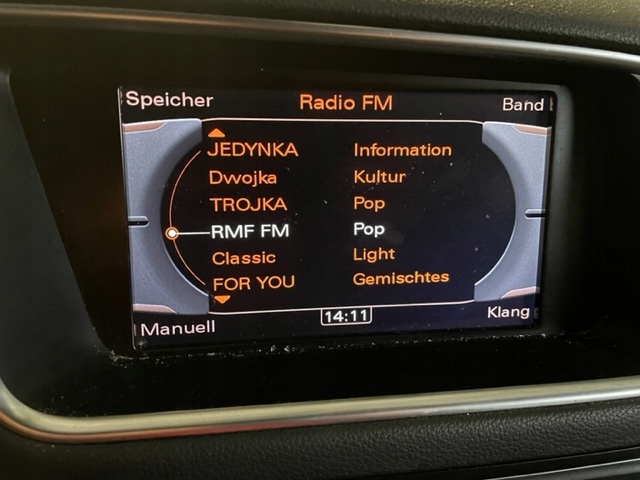 Speicher Radio FM Band
JEDYNKA Information
Dwojka Kultur
TROJKA Pop
RMF FM Pop
Classic Light
FOR YOU Gemischtes
Manuell 14:11 Klang